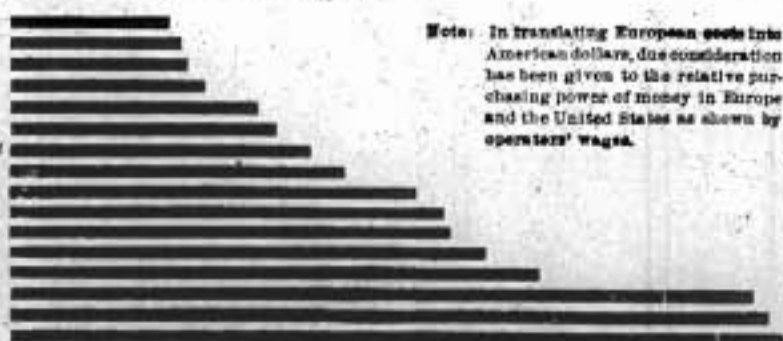 Note: In translating European costs into
American dollars, due consideration
has been given to the relative pur-
chasing power of money in Europe
and the United States as shown by
operators' wages.